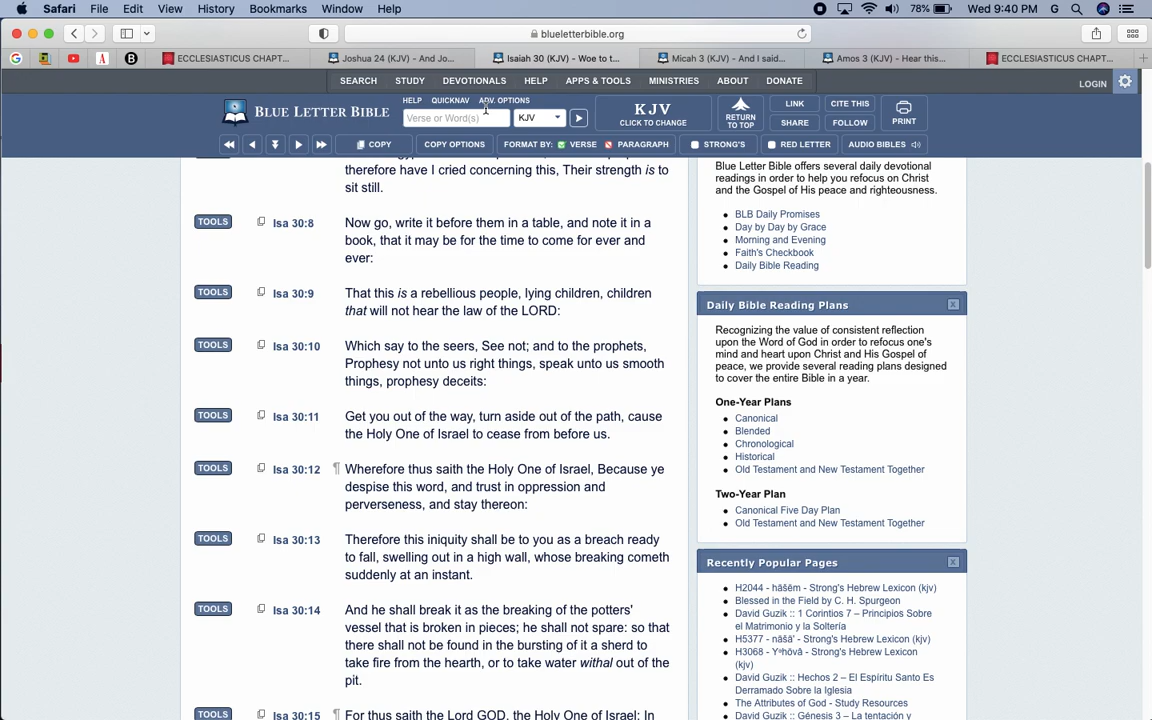 Safari File Edit View History Bookmarks Window Help 78% Wed 9:40 PM G
blueletterbible.org
ECCLESIASTICUS CHAPT... Joshua 24 (KJV) - And Jo... Isaiah 30 (KJV) - Woe to t... Micah 3 (KJV) - And I said... Amos 3 (KJV) - Hear this... ECCLESIASTICUS CHAPT...
SEARCH STUDY BIBLES DEVOTIONALS HELP APPS & TOOLS MINISTRIES ABOUT DONATE
LOGIN
HELP QUICKNAV ADV. OPTIONS
BLUE LETTER BIBLE
Verse or Word(s) KJV
KJV
CLICK TO CHANGE
RETURN
TO TOP
LINK CITE THIS
SHARE FOLLOW
PRINT
COPY COPY OPTIONS FORMAT BY: VERSE PARAGRAPH STRONG'S RED LETTER AUDIO BIBLES
therefore have I cried concerning this, Their strength is to
sit still.
TOOLS Isa 30:8 Now go, write it before them in a table, and note it in a
book, that it may be for the time to come for ever and
ever:
TOOLS Isa 30:9 That this is a rebellious people, lying children, children
that will not hear the law of the LORD:
TOOLS Isa 30:10 Which say to the seers, See not; and to the prophets,
Prophesy not unto us right things, speak unto us smooth
things, prophesy deceits:
TOOLS Isa 30:11 Get you out of the way, turn aside out of the path, cause
the Holy One of Israel to cease from before us.
TOOLS Isa 30:12 ¶ Wherefore thus saith the Holy One of Israel, Because ye
despise this word, and trust in oppression and
perverseness, and stay thereon:
TOOLS Isa 30:13 Therefore this iniquity shall be to you as a breach ready
to fall, swelling out in a high wall, whose breaking cometh
suddenly at an instant.
TOOLS Isa 30:14 And he shall break it as the breaking of the potters'
vessel that is broken in pieces; he shall not spare: so that
there shall not be found in the bursting of it a sherd to
take fire from the hearth, or to take water withal out of the
pit.
TOOLS Isa 30:15 ¶ For thus saith the Lord GOD, the Holy One of Israel; In
Blue Letter Bible offers several daily devotional
readings in order to help you refocus on Christ
and the Gospel of His peace and righteousness.
BLB Daily Promises
Day by Day by Grace
Morning and Evening
Faith's Checkbook
Daily Bible Reading
Daily Bible Reading Plans
Recognizing the value of consistent reflection
upon the Word of God in order to refocus one's
mind and heart upon Christ and His Gospel of
peace, we provide several reading plans designed
to cover the entire Bible in a year.
One-Year Plans
Canonical
Blended
Chronological
Historical
Old Testament and New Testament Together
Two-Year Plan
Canonical Five Day Plan
Old Testament and New Testament Together
Recently Popular Pages
H2044 - hāšēm - Strong's Hebrew Lexicon (kjv)
Blessed in the Field by C. H. Spurgeon
David Guzik :: 1 Corintios 7 – Principios Sobre
el Matrimonio y la Soltería
H5377 - nāšā' - Strong's Hebrew Lexicon (KJV)
H3068 - Yᵊhōvâ - Strong's Hebrew Lexicon
(kjv)
David Guzik :: Hechos 2 – El Espíritu Santo Es
Derramado Sobre la Iglesia
The Attributes of God - Study Resources
David Guzik :: Génesis 3 – La tentación y